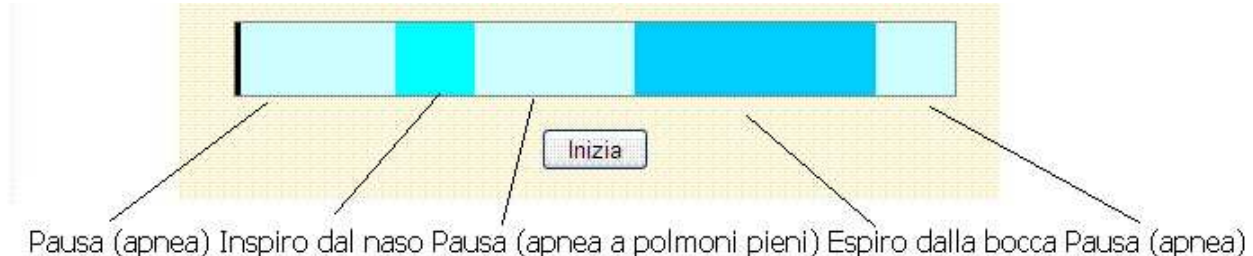 Inizia
Pausa (apnea) Inspiro dal naso Pausa (apnea a polmoni pieni) Espiro dalla bocca Pausa (apnea)